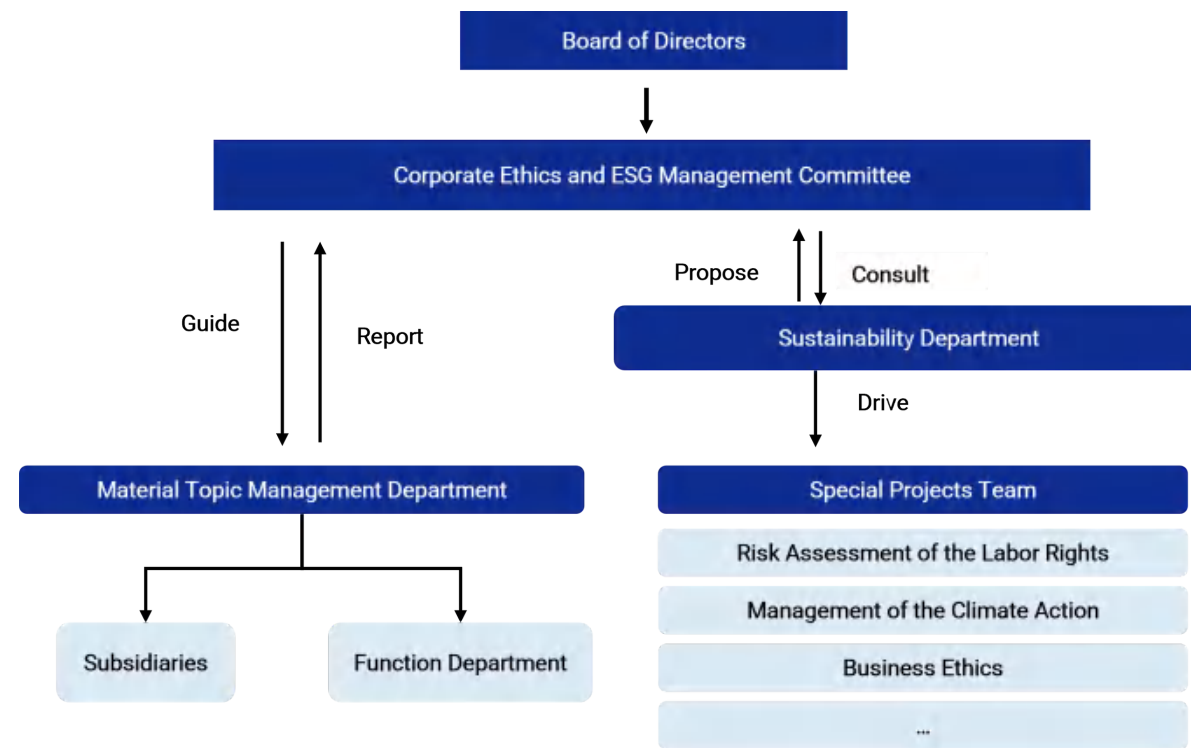 Board of Directors
Corporate Ethics and ESG Management Committee
Guide
Report
Propose
Consult
Sustainability Department
Drive
Material Topic Management Department
Subsidiaries
Function Department
Special Projects Team
Risk Assessment of the Labor Rights
Management of the Climate Action
Business Ethics
...